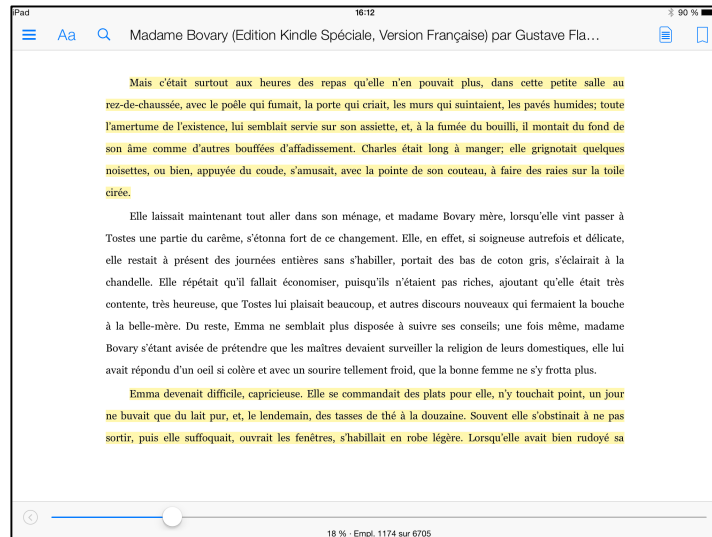 iPad 16:12 90 %
Aa Madame Bovary (Edition Kindle Spéciale, Version Française) par Gustave Fla…
Mais c'était surtout aux heures des repas qu'elle n'en pouvait plus, dans cette petite salle au
rez-de-chaussée, avec le poêle qui fumait, la porte qui criait, les murs qui suintaient, les pavés humides; toute
l'amertume de l'existence, lui semblait servie sur son assiette, et, à la fumée du bouilli, il montait du fond de
son âme comme d'autres bouffées d'affadissement. Charles était long à manger; elle grignotait quelques
noisettes, ou bien, appuyée du coude, s'amusait, avec la pointe de son couteau, à faire des raies sur la toile
cirée.
Elle laissait maintenant tout aller dans son ménage, et madame Bovary mère, lorsqu'elle vint passer à
Tostes une partie du carême, s'étonna fort de ce changement. Elle, en effet, si soigneuse autrefois et délicate,
elle restait à présent des journées entières sans s'habiller, portait des bas de coton gris, s'éclairait à la
chandelle. Elle répétait qu'il fallait économiser, puisqu'ils n'étaient pas riches, ajoutant qu'elle était très
contente, très heureuse, que Tostes lui plaisait beaucoup, et autres discours nouveaux qui fermaient la bouche
à la belle-mère. Du reste, Emma ne semblait plus disposée à suivre ses conseils; une fois même, madame
Bovary s'étant avisée de prétendre que les maîtres devaient surveiller la religion de leurs domestiques, elle lui
avait répondu d'un oeil si colère et avec un sourire tellement froid, que la bonne femme ne s'y frotta plus.
Emma devenait difficile, capricieuse. Elle se commandait des plats pour elle, n'y touchait point, un jour
ne buvait que du lait pur, et, le lendemain, des tasses de thé à la douzaine. Souvent elle s'obstinait à ne pas
sortir, puis elle suffoquait, ouvrait les fenêtres, s'habillait en robe légère. Lorsqu'elle avait bien rudoyé sa
18 % · Empl. 1174 sur 6705